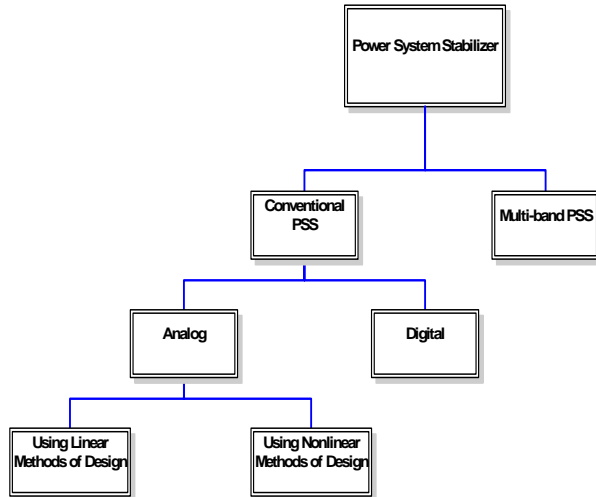 Power System Stabilizer
Conventional
PSS
Multi-band PSS
Analog
Digital
Using Linear
Methods of Design
Using Nonlinear
Methods of Design